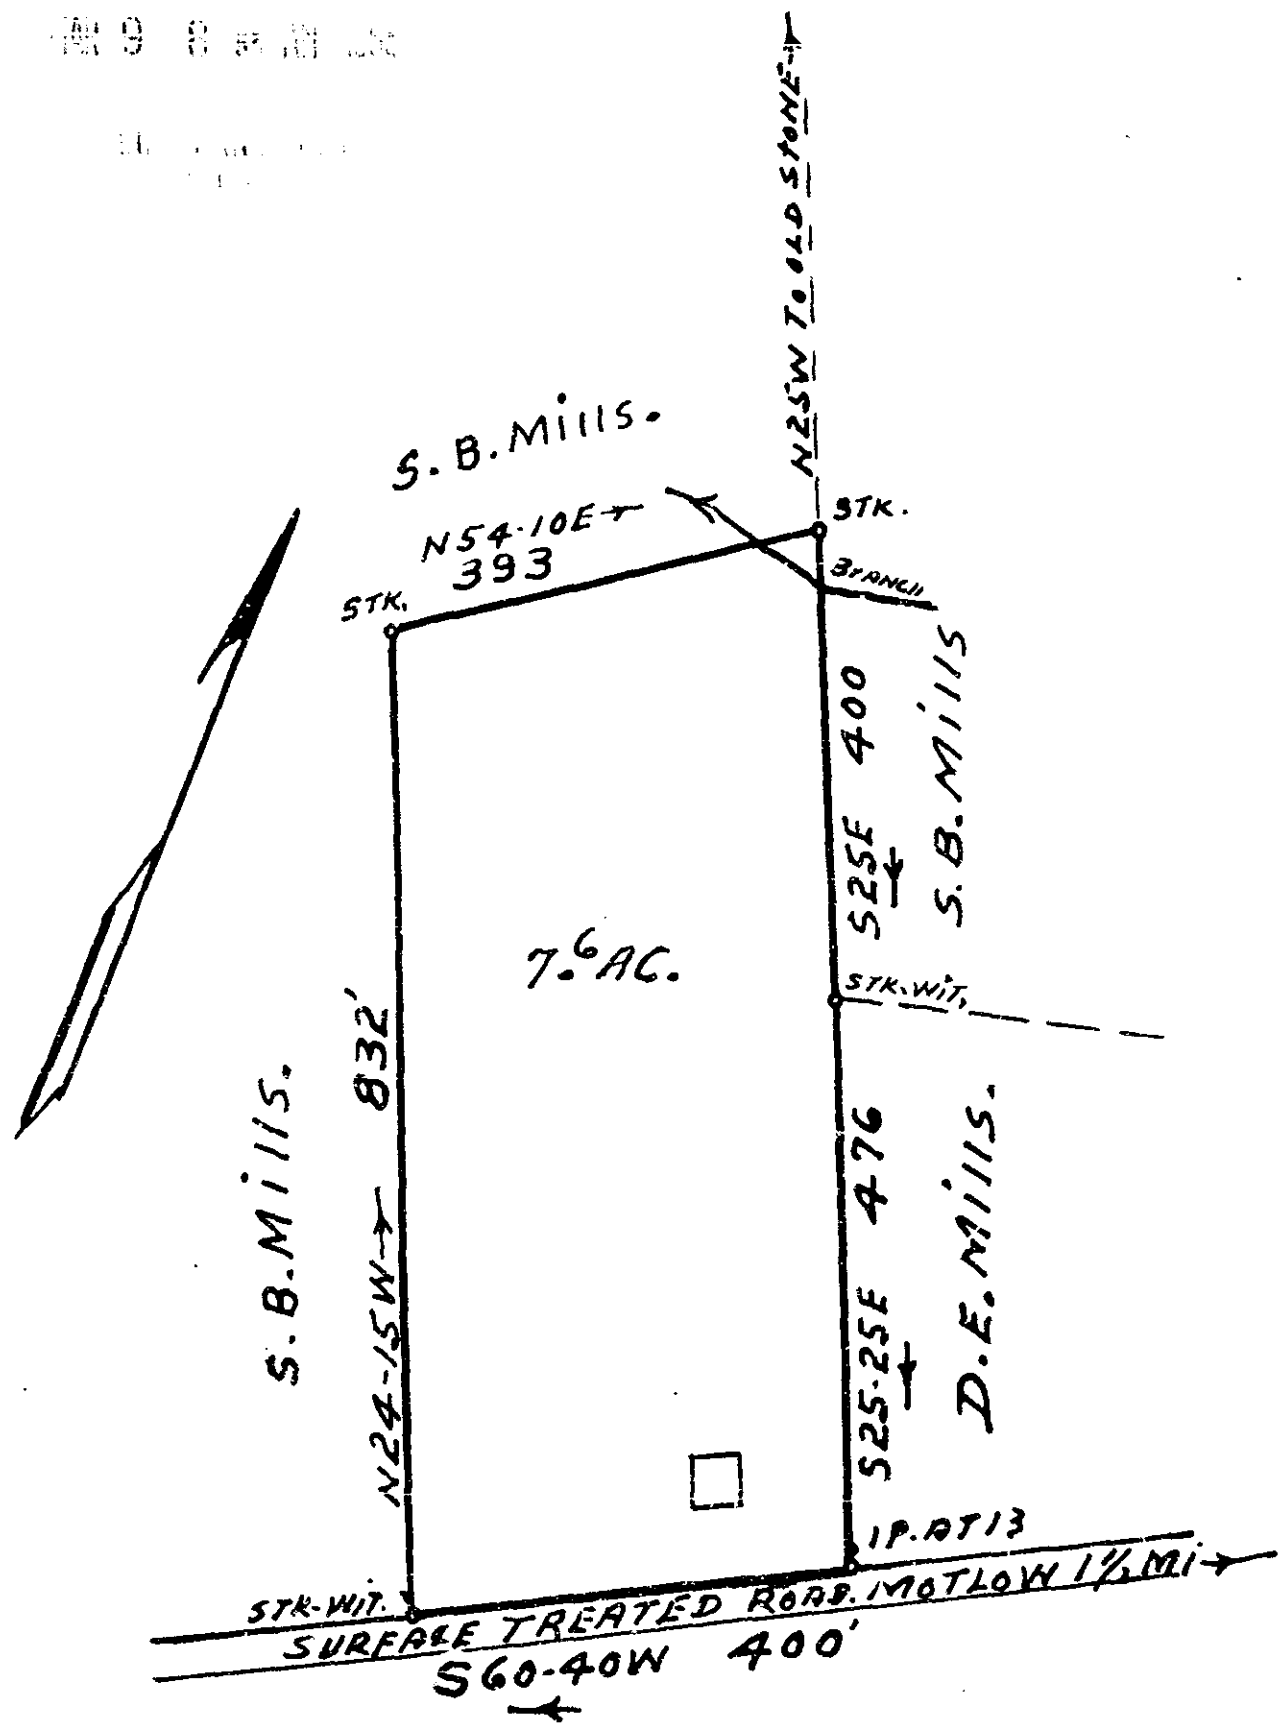 N25W TO OLD STONE
S. B. Mills.
N54-10E
393
STK.
STK.
BrANCH
S25E 400
S. B. Mills
7.6 AC.
STK. WIT.
N24-15W 832'
S. B. Mills.
S25-25E 476
D. E. Mills.
IP. AT 13
STK-WIT.
SURFACE TREATED ROAD. MOTLOW 1 1/2 Mi
S60-40W 400'